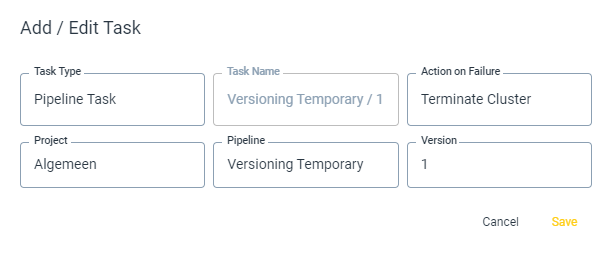 Add / Edit Task
Task Type
Task Name
Action on Failure
Pipeline Task
Versioning Temporary / 1
Terminate Cluster
Project
Pipeline
Version
Algemeen
Versioning Temporary
1
Cancel
Save